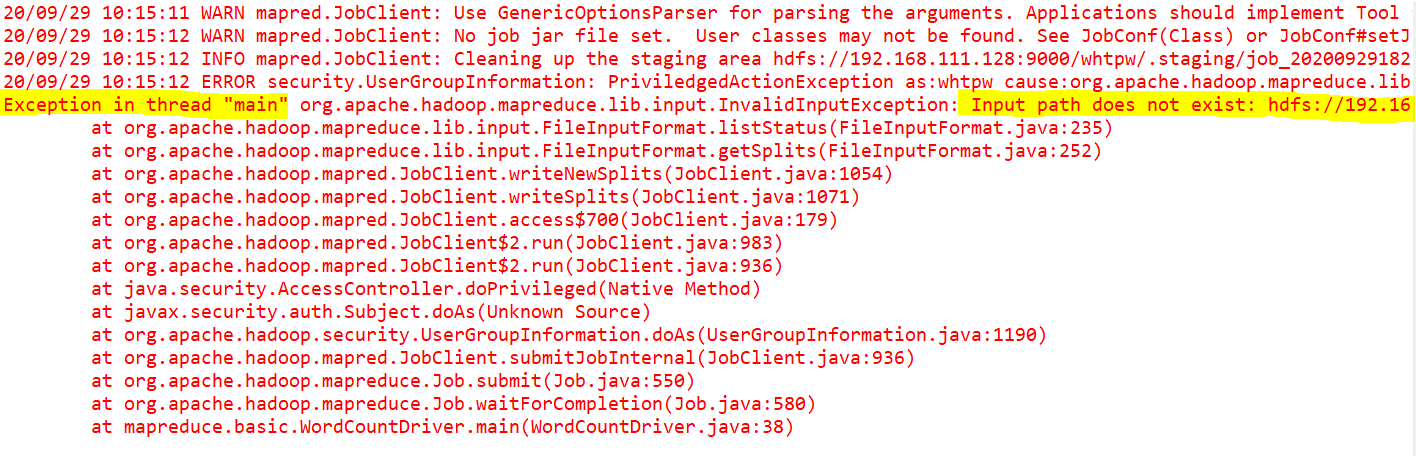 20/09/29 10:15:11 WARN mapred.JobClient: Use GenericOptionsParser for parsing the arguments. Applications should implement Tool
20/09/29 10:15:12 WARN mapred.JobClient: No job jar file set.  User classes may not be found. See JobConf(Class) or JobConf#setJ
20/09/29 10:15:12 INFO mapred.JobClient: Cleaning up the staging area hdfs://192.168.111.128:9000/whtpw/.staging/job_20200929182
20/09/29 10:15:12 ERROR security.UserGroupInformation: PriviledgedActionException as:whtpw cause:org.apache.hadoop.mapreduce.lib
Exception in thread "main" org.apache.hadoop.mapreduce.lib.input.InvalidInputException: Input path does not exist: hdfs://192.16
at org.apache.hadoop.mapreduce.lib.input.FileInputFormat.listStatus(FileInputFormat.java:235)
at org.apache.hadoop.mapreduce.lib.input.FileInputFormat.getSplits(FileInputFormat.java:252)
at org.apache.hadoop.mapred.JobClient.writeNewSplits(JobClient.java:1054)
at org.apache.hadoop.mapred.JobClient.writeSplits(JobClient.java:1071)
at org.apache.hadoop.mapred.JobClient.access$700(JobClient.java:179)
at org.apache.hadoop.mapred.JobClient$2.run(JobClient.java:983)
at org.apache.hadoop.mapred.JobClient$2.run(JobClient.java:936)
at java.security.AccessController.doPrivileged(Native Method)
at javax.security.auth.Subject.doAs(Unknown Source)
at org.apache.hadoop.security.UserGroupInformation.doAs(UserGroupInformation.java:1190)
at org.apache.hadoop.mapred.JobClient.submitJobInternal(JobClient.java:936)
at org.apache.hadoop.mapreduce.Job.submit(Job.java:550)
at org.apache.hadoop.mapreduce.Job.waitForCompletion(Job.java:580)
at mapreduce.basic.WordCountDriver.main(WordCountDriver.java:38)